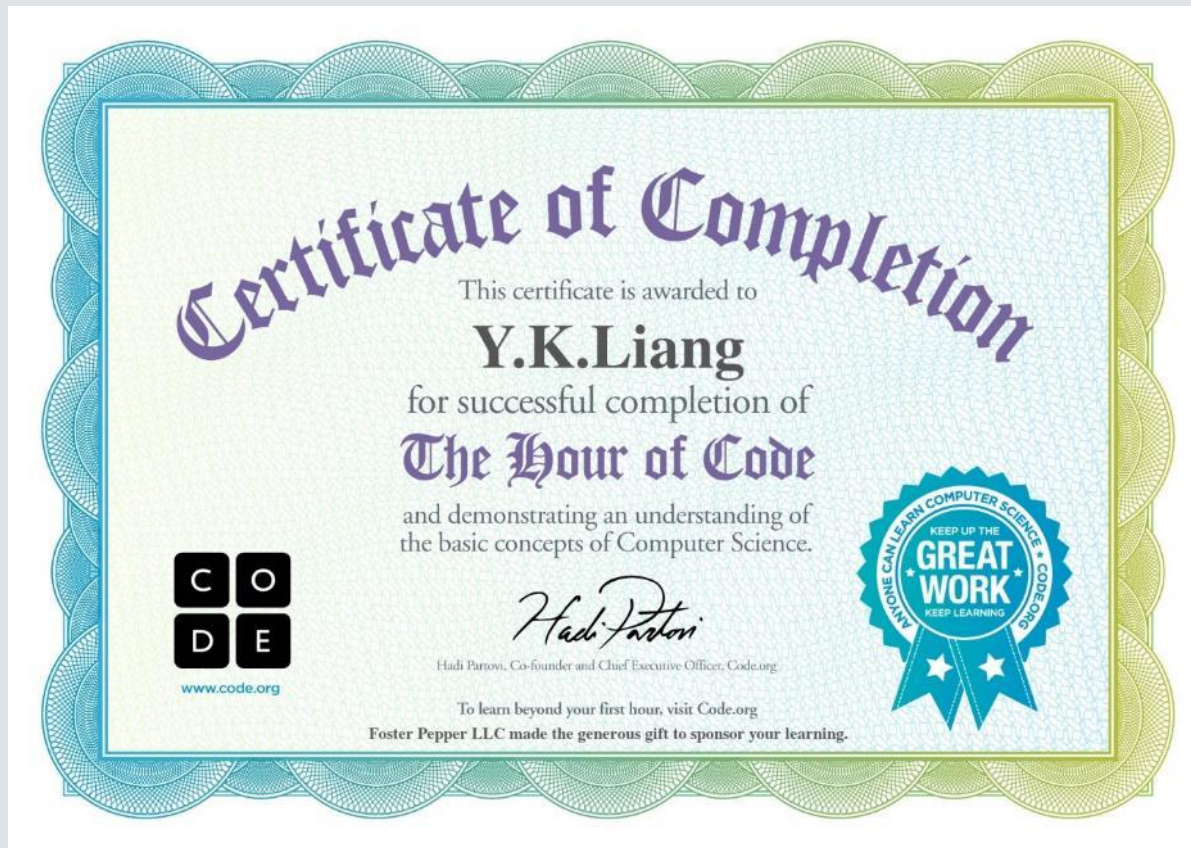 Certificate of Completion
This certificate is awarded to
Y.K.Liang
for successful completion of
The Hour of Code
and demonstrating an understanding of
the basic concepts of Computer Science.
Hadi Partovi
Hadi Partovi, Co-founder and Chief Executive Officer, Code.org
To learn beyond your first hour, visit Code.org
Foster Pepper LLC made the generous gift to sponsor your learning.
C O
D E
www.code.org
ANYONE CAN LEARN COMPUTER SCIENCE * CODE.ORG
KEEP UP THE
GREAT
WORK
KEEP LEARNING